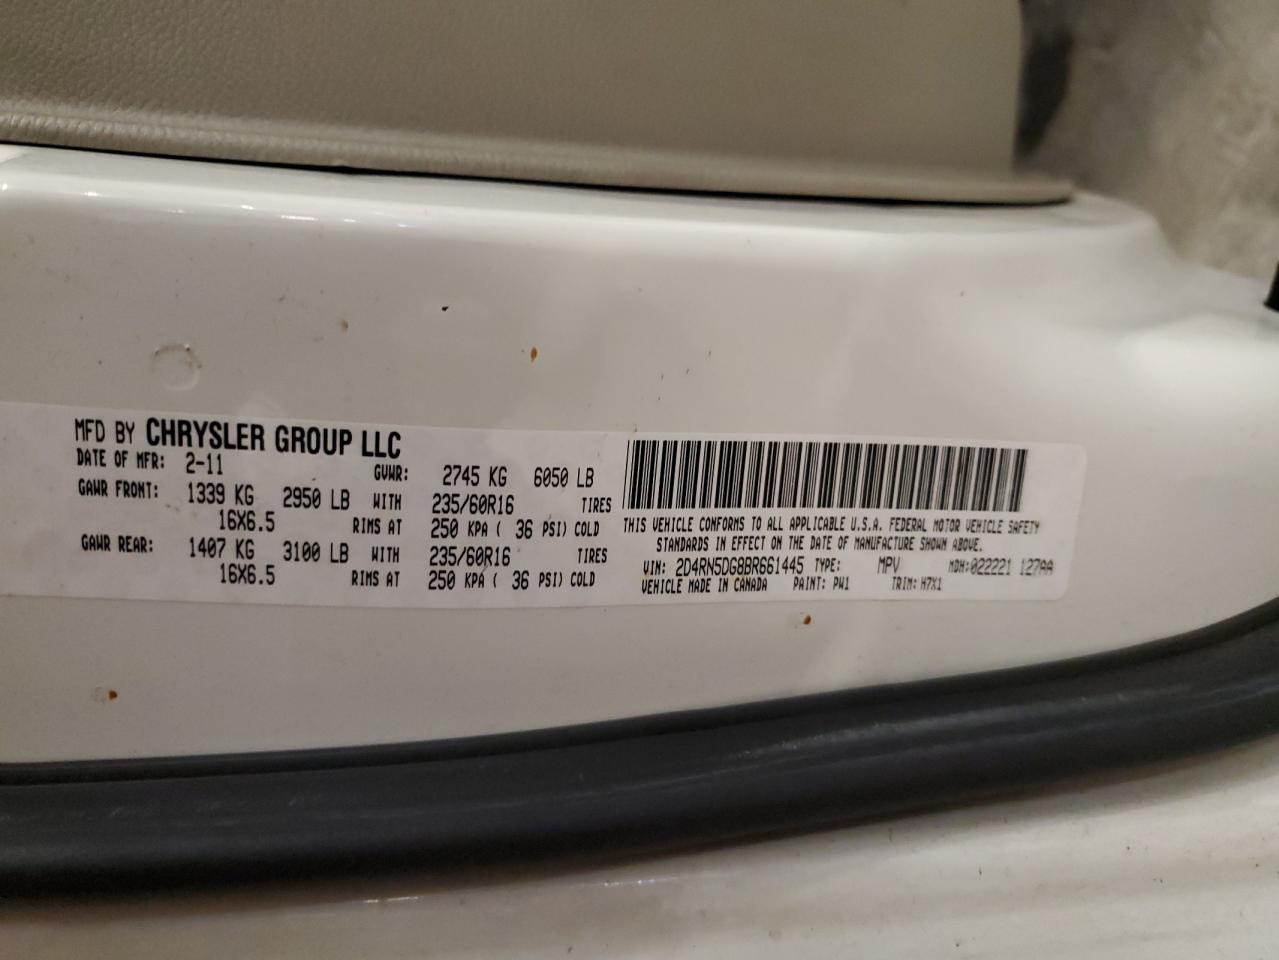 MFD BY CHRYSLER GROUP LLC
DATE OF MFR: 2-11 GVWR: 2745 KG 6050 LB
GAWR FRONT: 1339 KG 2950 LB WITH 235/60R16 TIRES
16X6.5 RIMS AT 250 KPA ( 36 PSI) COLD
GAWR REAR: 1407 KG 3100 LB WITH 235/60R16 TIRES
16X6.5 RIMS AT 250 KPA ( 36 PSI) COLD
THIS VEHICLE CONFORMS TO ALL APPLICABLE U.S.A. FEDERAL MOTOR VEHICLE SAFETY
STANDARDS IN EFFECT ON THE DATE OF MANUFACTURE SHOWN ABOVE.
VIN: 2D4RN5DG8BR661445 TYPE: MPV MDH:022221 127AA
VEHICLE MADE IN CANADA PAINT: PW1 TRIM: H7X1